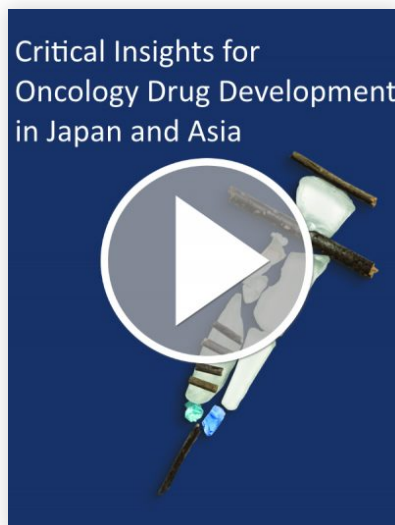 Critical Insights for
Oncology Drug Development
in Japan and Asia